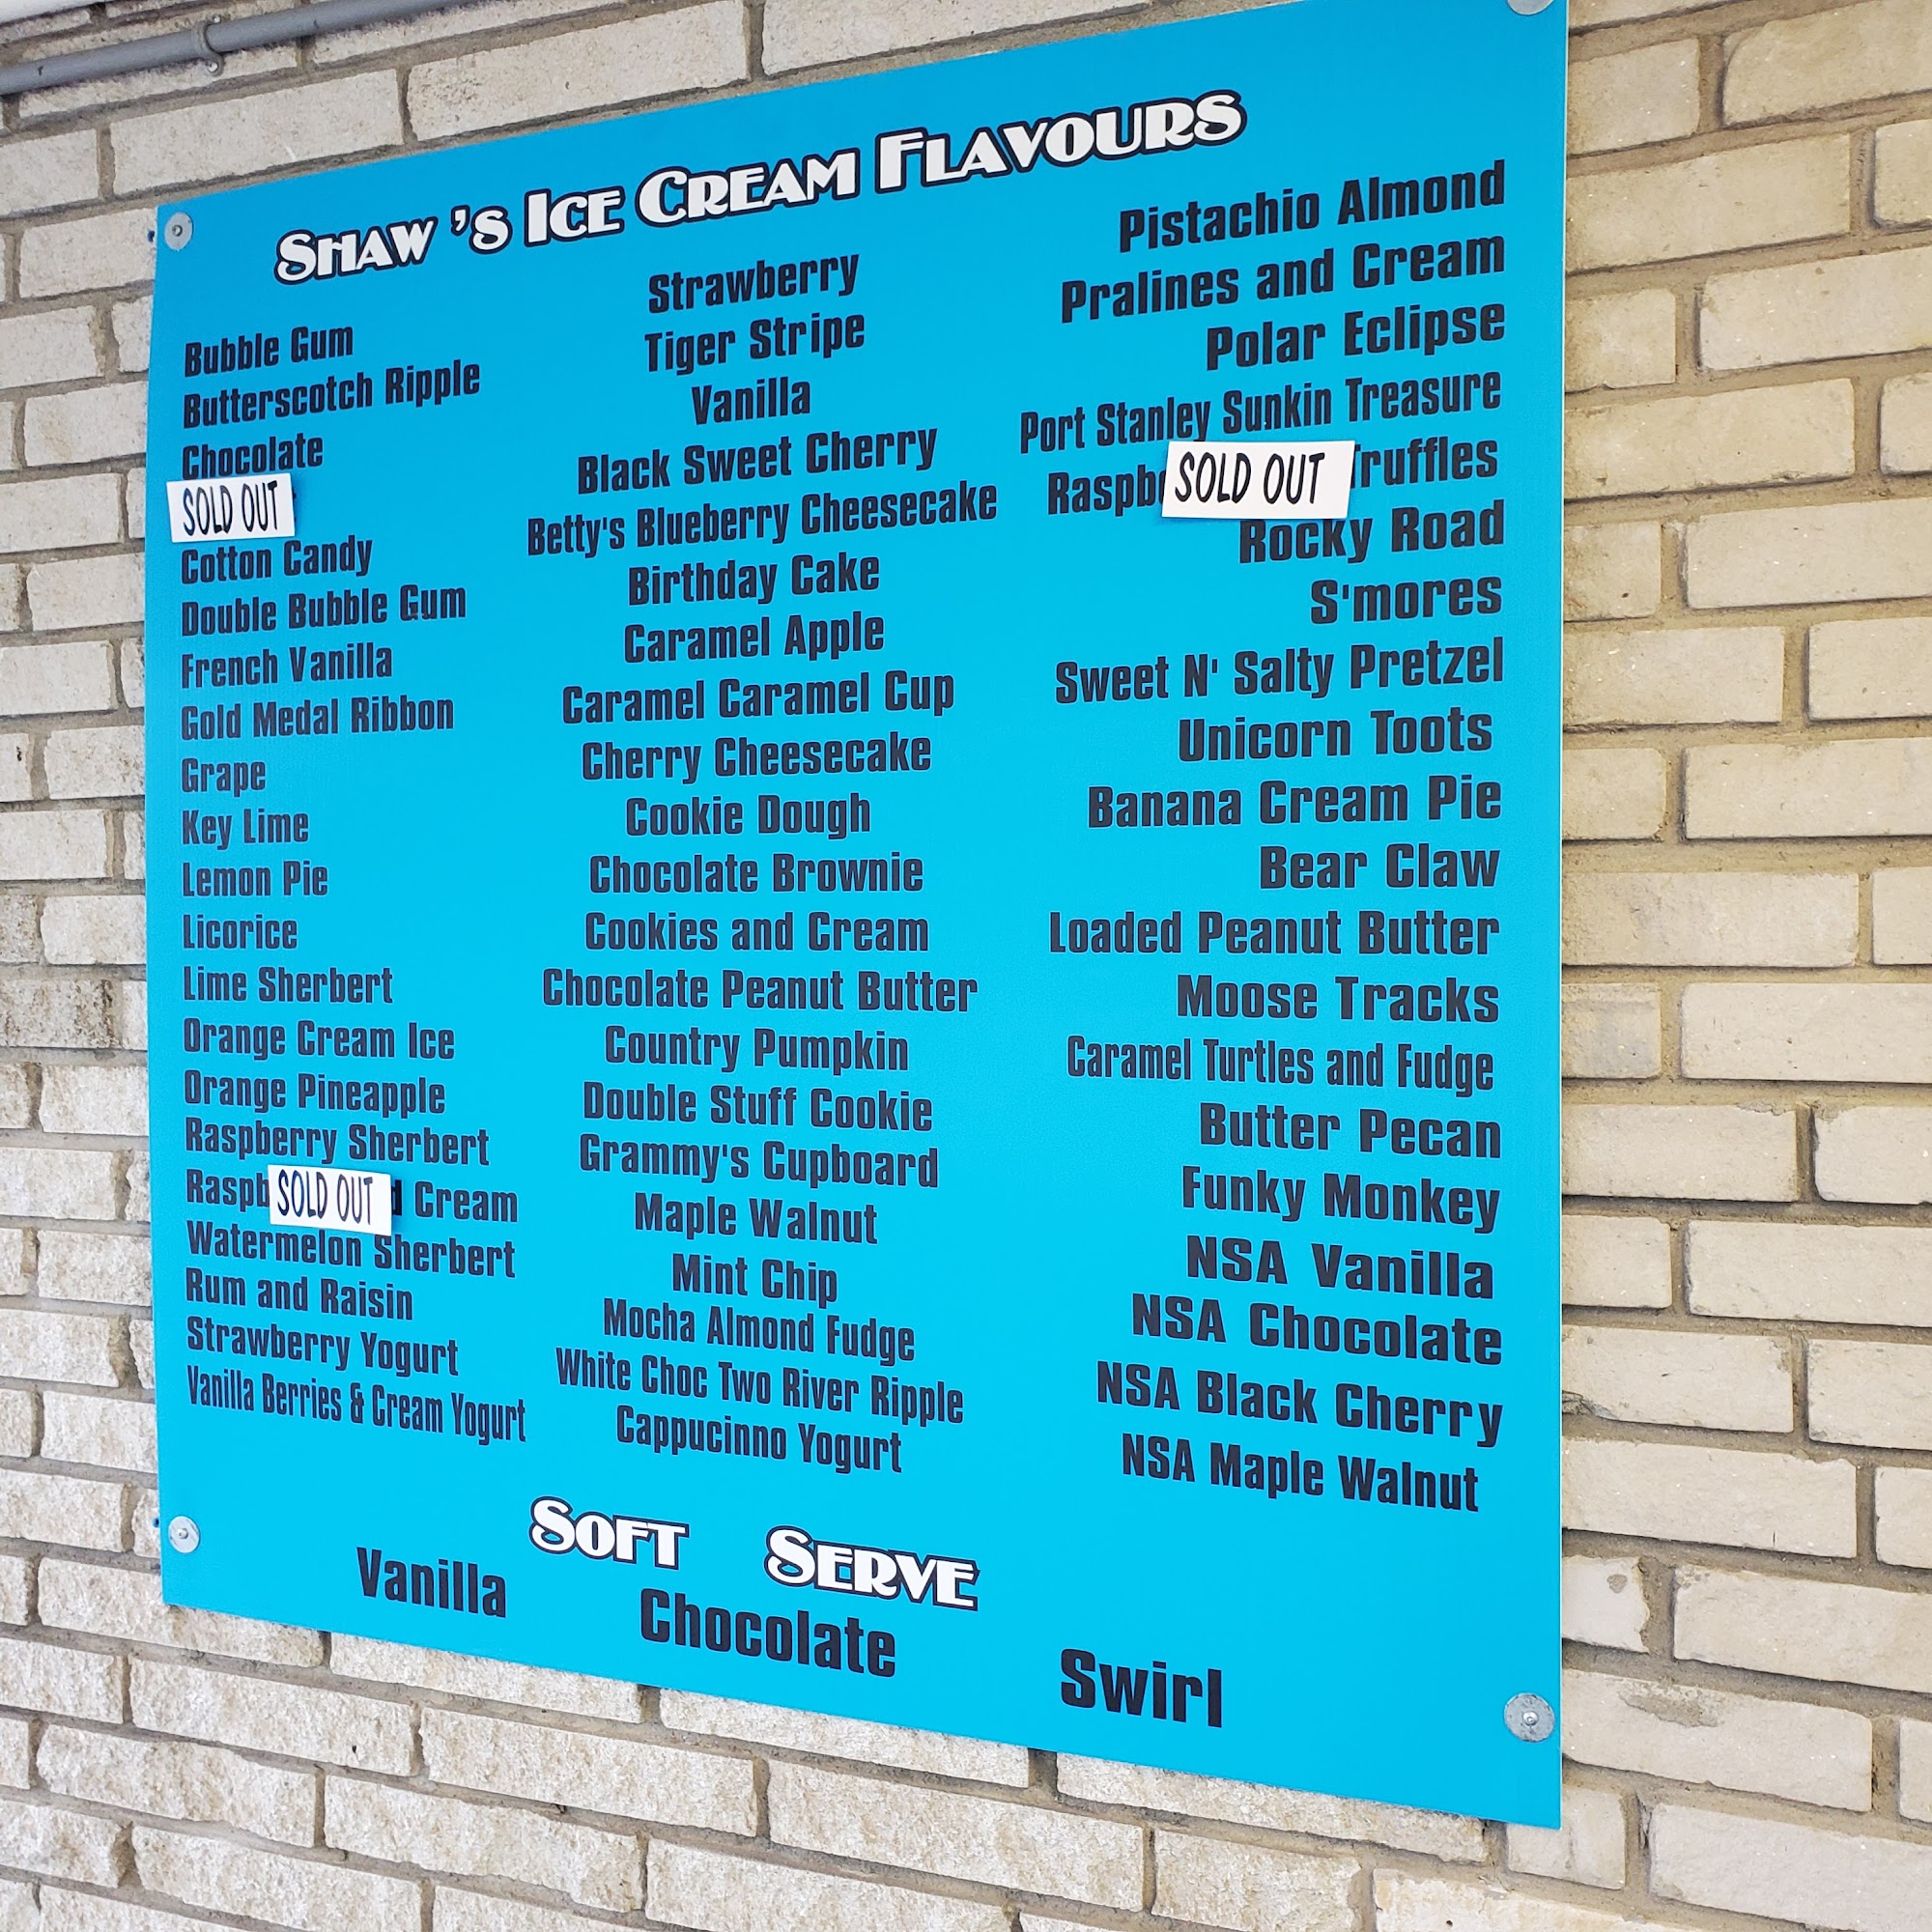 SHAW 'S ICE CREAM FLAVOURS
Bubble Gum
Butterscotch Ripple
Chocolate
SOLD OUT
Cotton Candy
Double Bubble Gum
French Vanilla
Gold Medal Ribbon
Grape
Key Lime
Lemon Pie
Licorice
Lime Sherbert
Orange Cream Ice
Orange Pineapple
Raspberry Sherbert
SOLD OUT Cream
Watermelon Sherbert
Rum and Raisin
Strawberry Yogurt
Vanilla Berries & Cream Yogurt
Strawberry
Tiger Stripe
Vanilla
Black Sweet Cherry
Betty's Blueberry Cheesecake
Birthday Cake
Caramel Apple
Caramel Caramel Cup
Cherry Cheesecake
Cookie Dough
Chocolate Brownie
Cookies and Cream
Chocolate Peanut Butter
Country Pumpkin
Double Stuff Cookie
Grammy's Cupboard
Maple Walnut
Mint Chip
Mocha Almond Fudge
White Choc Two River Ripple
Cappucinno Yogurt
Pistachio Almond
Pralines and Cream
Polar Eclipse
Port Stanley Sunkin Treasure
SOLD OUT Truffles
Rocky Road
S'mores
Sweet N' Salty Pretzel
Unicorn Toots
Banana Cream Pie
Bear Claw
Loaded Peanut Butter
Moose Tracks
Caramel Turtles and Fudge
Butter Pecan
Funky Monkey
NSA Vanilla
NSA Chocolate
NSA Black Cherry
NSA Maple Walnut
SOFT SERVE
Vanilla
Chocolate
Swirl